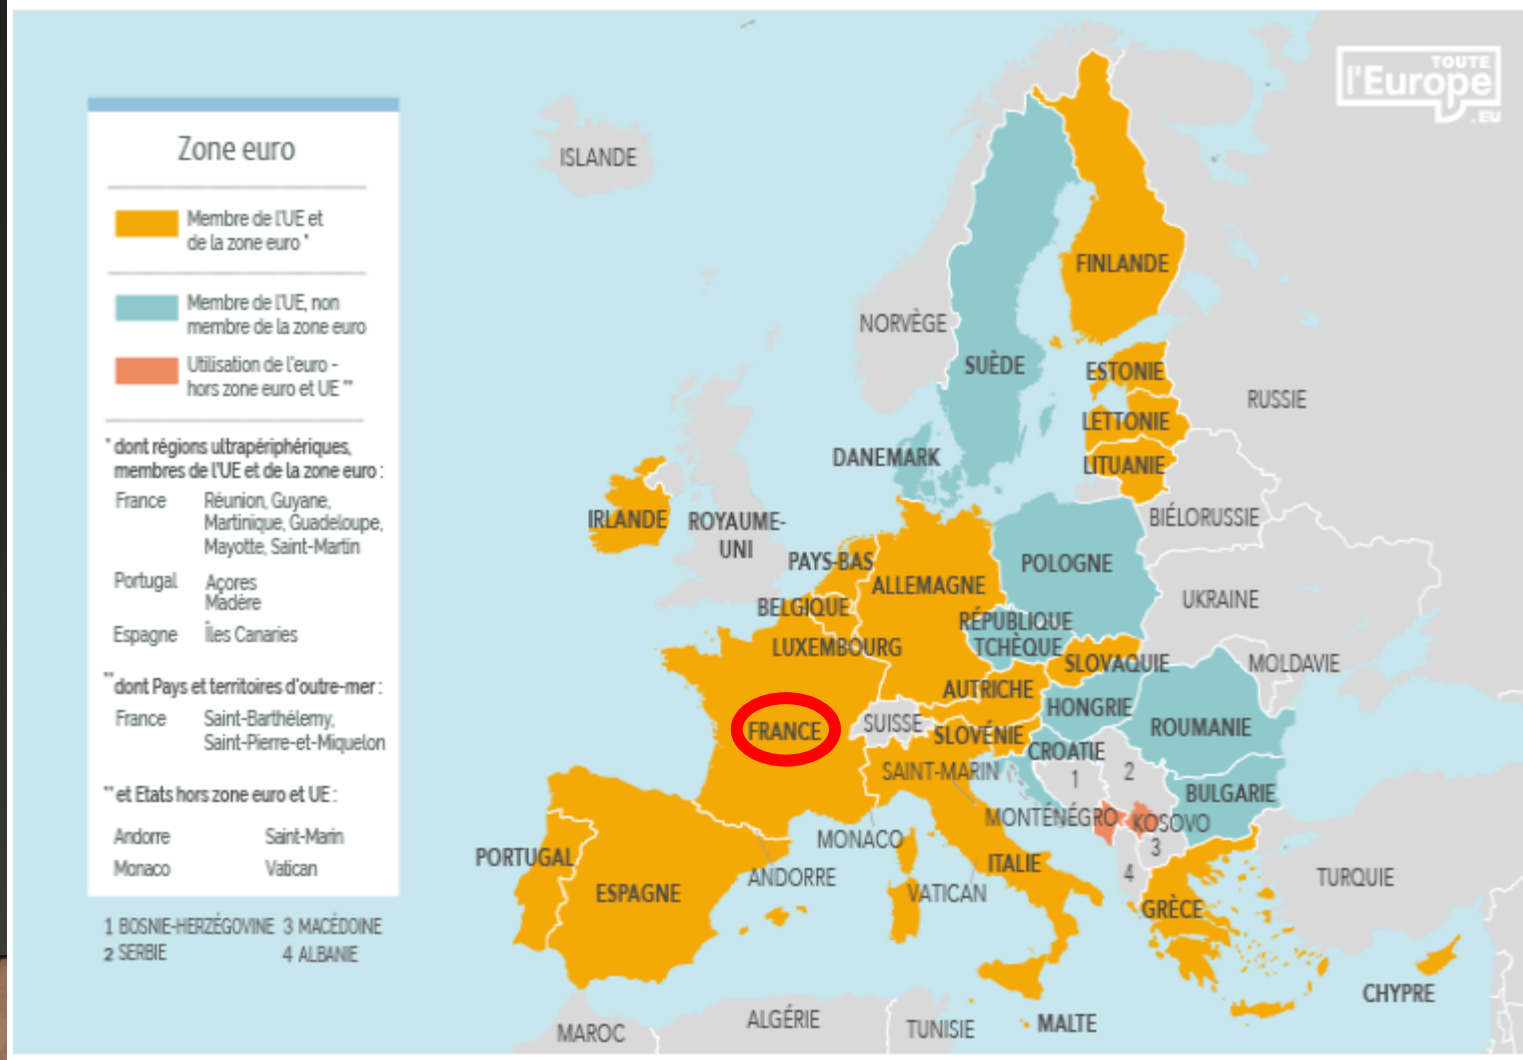 TOUTE
l'Europe
.EU
Zone euro
Membre de l'UE et
de la zone euro *
Membre de l'UE, non
membre de la zone euro
Utilisation de l'euro -
hors zone euro et UE **
* dont régions ultrapériphériques,
membres de l'UE et de la zone euro :
France Réunion, Guyane,
Martinique, Guadeloupe,
Mayotte, Saint-Martin
Portugal Açores
Madère
Espagne Îles Canaries
** dont Pays et territoires d'outre-mer :
France Saint-Barthélemy,
Saint-Pierre-et-Miquelon
** et Etats hors zone euro et UE :
Andorre Saint-Marin
Monaco Vatican
1 BOSNIE-HERZÉGOVINE 3 MACÉDOINE
2 SERBIE 4 ALBANIE
ISLANDE
FINLANDE
NORVÈGE
SUÈDE
ESTONIE
RUSSIE
LETTONIE
DANEMARK
LITUANIE
IRLANDE
ROYAUME-
UNI
BIÉLORUSSIE
PAYS-BAS
POLOGNE
ALLEMAGNE
UKRAINE
BELGIQUE
RÉPUBLIQUE
TCHÈQUE
LUXEMBOURG
SLOVAQUIE
MOLDAVIE
AUTRICHE
HONGRIE
FRANCE
SUISSE
SLOVÉNIE
ROUMANIE
CROATIE
SAINT-MARIN
1
2
BULGARIE
MONTÉNÉGRO
KOSOVO
MONACO
3
PORTUGAL
ESPAGNE
ANDORRE
ITALIE
VATICAN
4
TURQUIE
GRÈCE
CHYPRE
MAROC
ALGÉRIE
TUNISIE
MALTE